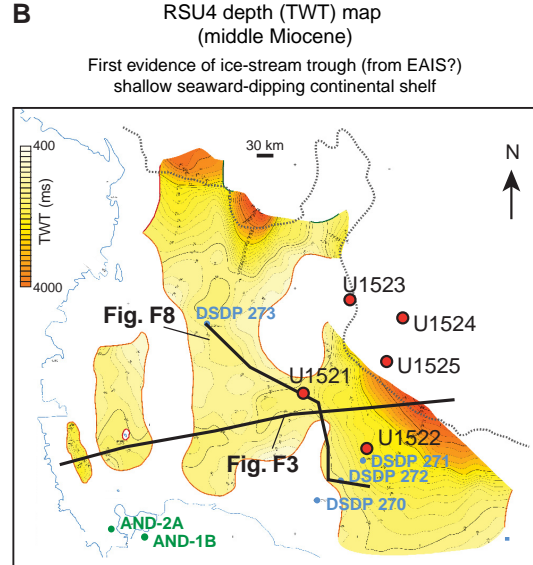 B
RSU4 depth (TWT) map
(middle Miocene)
First evidence of ice-stream trough (from EAIS?)
shallow seaward-dipping continental shelf
400
TWT (ms)
4000
30 km
N
U1523
DSDP 273
Fig. F8
U1524
U1525
U1521
U1522
DSDP 271
Fig. F3
DSDP 272
DSDP 270
AND-2A
AND-1B